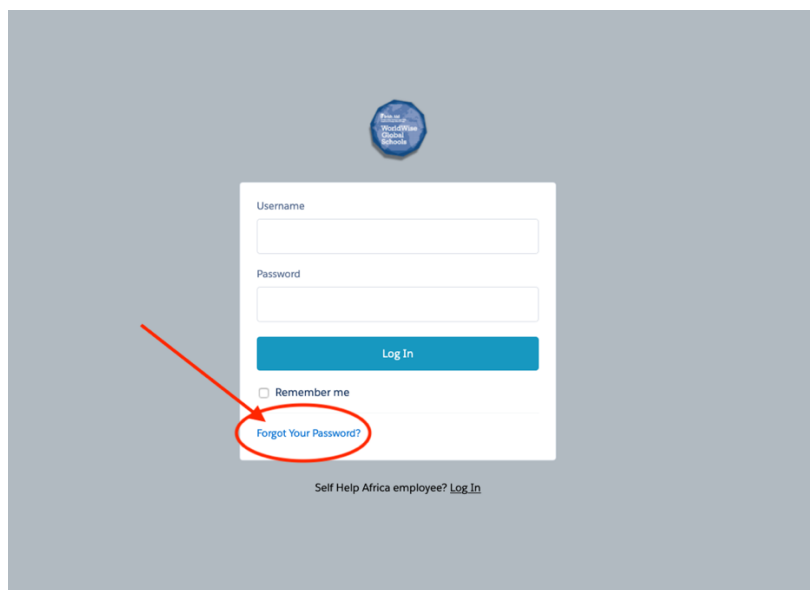 WorldWise
Global
Schools
Username
Password
Log In
Remember me
Forgot Your Password?
Self Help Africa employee? Log In